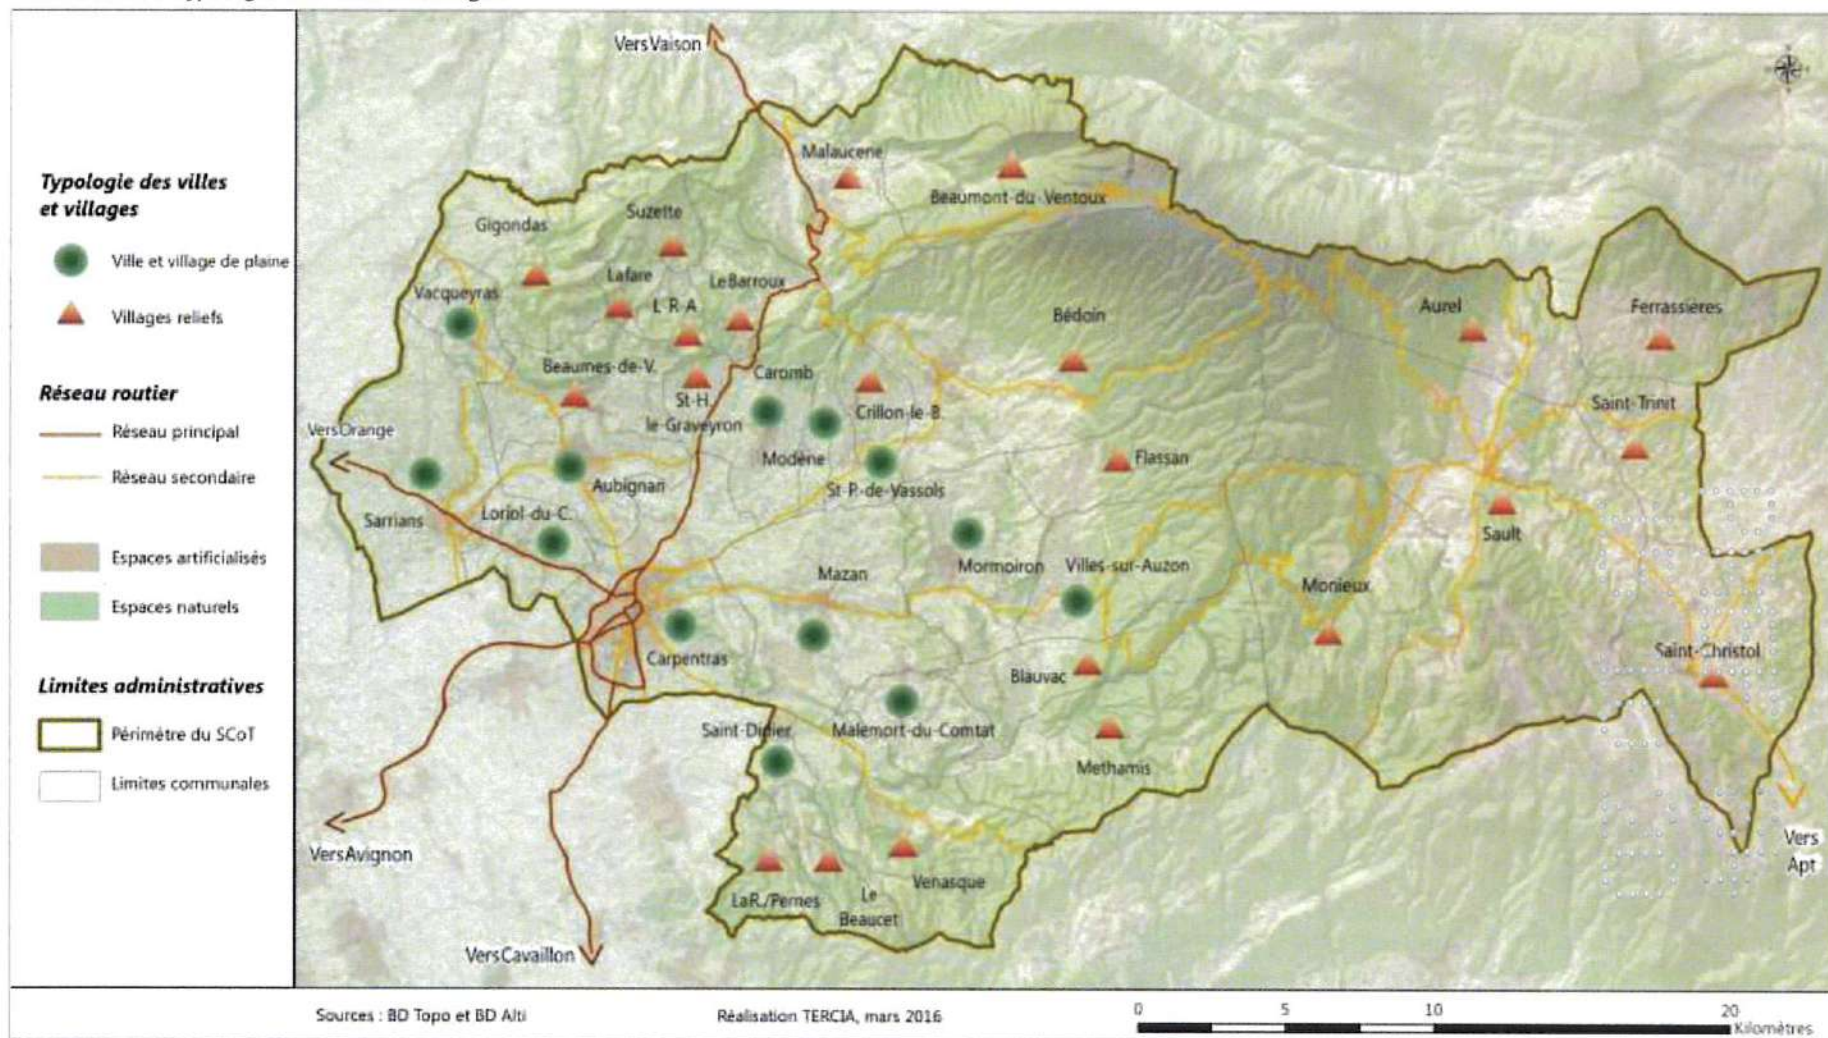 Typologie des villes
et villages
Ville et village de plaine
Villages reliefs
Réseau routier
Réseau principal
Réseau secondaire
Espaces artificialisés
Espaces naturels
Limites administratives
Périmètre du SCoT
Limites communales
Vers Vaison
Malaucene
Beaumont-du-Ventoux
Suzette
Gigondas
Lafare
Le Barroux
Vacqueyras
L R A
Bédoin
Aurel
Ferrassières
Beaumes-de-V.
Caromb
St-H.
le-Graveyron
Crillon-le-B.
Saint-Trinit
Vers Orange
Modène
Flassan
Aubignan
St-P.-de-Vassols
Sarrians
Loriol-du-C.
Sault
Mazan
Mormoiron
Villes-sur-Auzon
Monieux
Carpentras
Blauvac
Saint-Christol
Saint-Didier
Malemort-du-Comtat
Methamis
Vers Avignon
Vers
Apt
Venasque
La R./Pernes
Le
Beaucet
Vers Cavaillon
Sources : BD Topo et BD Alti
Réalisation TERCIA, mars 2016
0 5 10 20
Kilomètres